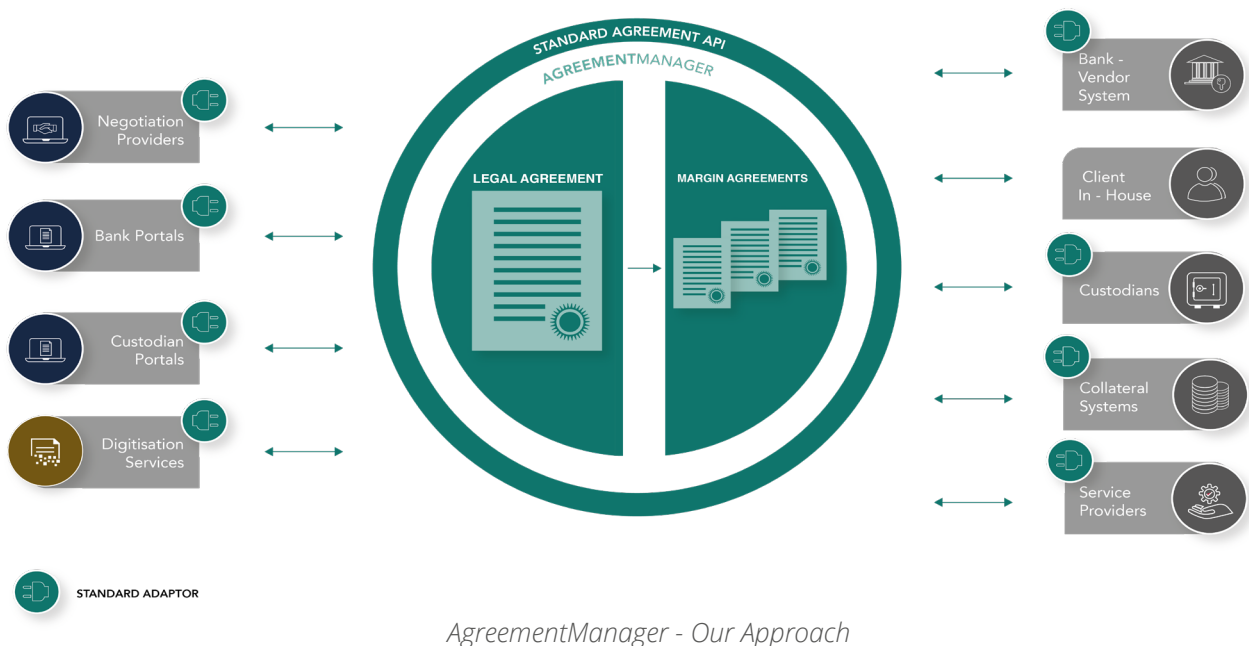 STANDARD AGREEMENT API
AGREEMENTMANAGER
Negotiation
Providers
Bank Portals
Custodian
Portals
Digitisation
Services
LEGAL AGREEMENT
MARGIN AGREEMENTS
Bank -
Vendor
System
Client
In - House
Custodians
Collateral
Systems
Service
Providers
STANDARD ADAPTOR
AgreementManager - Our Approach